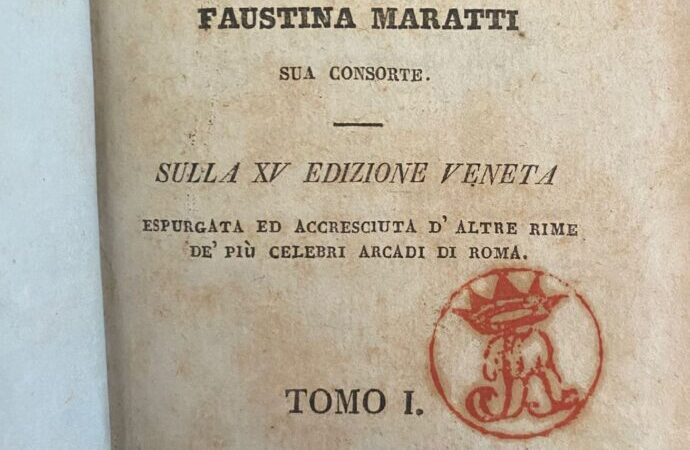 FAUSTINA MARATTI
SUA CONSORTE.
SULLA XV EDIZIONE VENETA
ESPURGATA ED ACCRESCIUTA D' ALTRE RIME
DE' PIÙ CELEBRI ARCADI DI ROMA.
TOMO I.